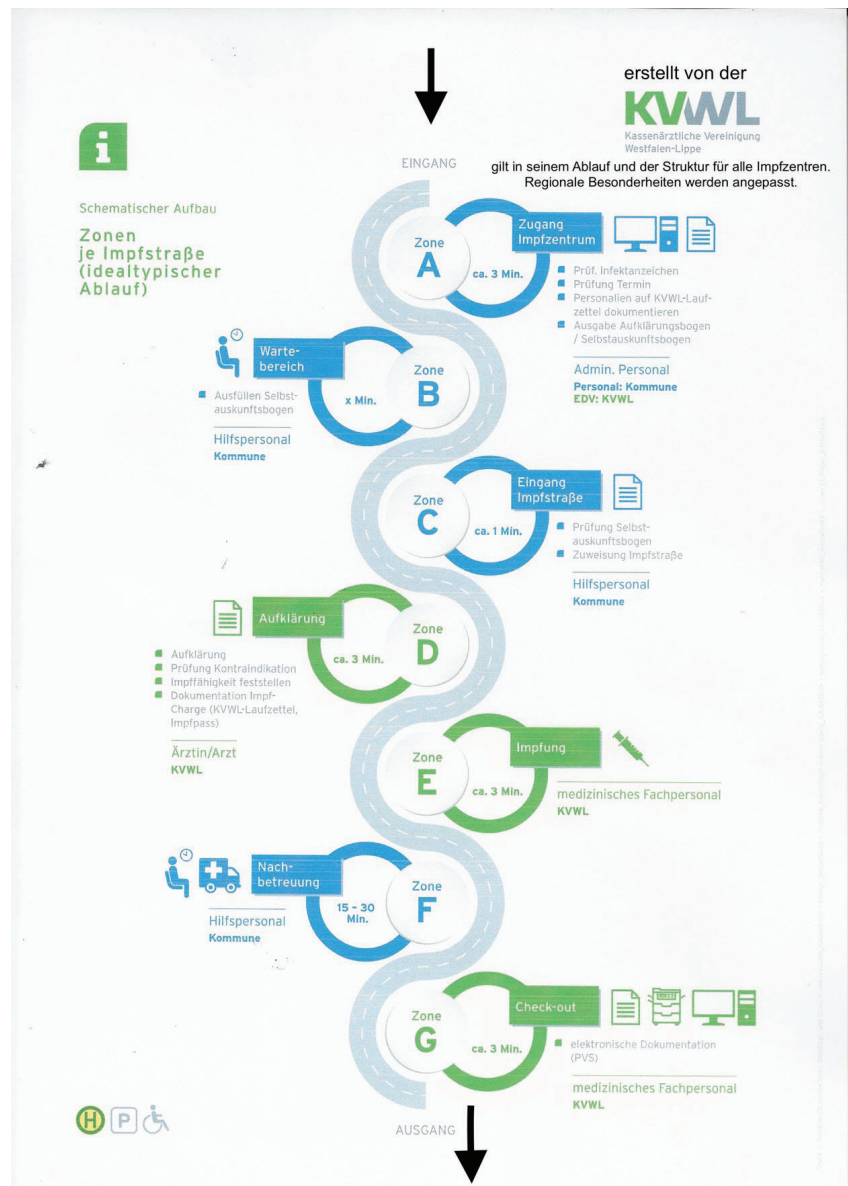 erstellt von der
KVWL
Kassenärztliche Vereinigung
Westfalen-Lippe
gilt in seinem Ablauf und der Struktur für alle Impfzentren.
Regionale Besonderheiten werden angepasst.
i
Schematischer Aufbau
Zonen
je Impfstraße
(idealtypischer
Ablauf)
EINGANG
Zone
A
ca. 3 Min.
Zugang
Impfzentrum
Prüf. Infektanzeichen
Prüfung Termin
Personalien auf KVWL-Lauf-
zettel dokumentieren
Ausgabe Aufklärungsbogen
/ Selbstauskunftsbogen
Admin. Personal
Personal: Kommune
EDV: KVWL
Zone
B
x Min.
Warte-
bereich
Ausfüllen Selbst-
auskunftsbogen
Hilfspersonal
Kommune
Zone
C
ca. 1 Min.
Eingang
Impfstraße
Prüfung Selbst-
auskunftsbogen
Zuweisung Impfstraße
Hilfspersonal
Kommune
Zone
D
ca. 3 Min.
Aufklärung
Aufklärung
Prüfung Kontraindikation
Impffähigkeit feststellen
Dokumentation Impf-
Charge (KVWL-Laufzettel,
Impfpass)
Ärztin/Arzt
KVWL
Zone
E
ca. 3 Min.
Impfung
medizinisches Fachpersonal
KVWL
Zone
F
15 - 30
Min.
Nach-
betreuung
Hilfspersonal
Kommune
Zone
G
ca. 3 Min.
Check-out
elektronische Dokumentation
(PVS)
medizinisches Fachpersonal
KVWL
AUSGANG
H
P